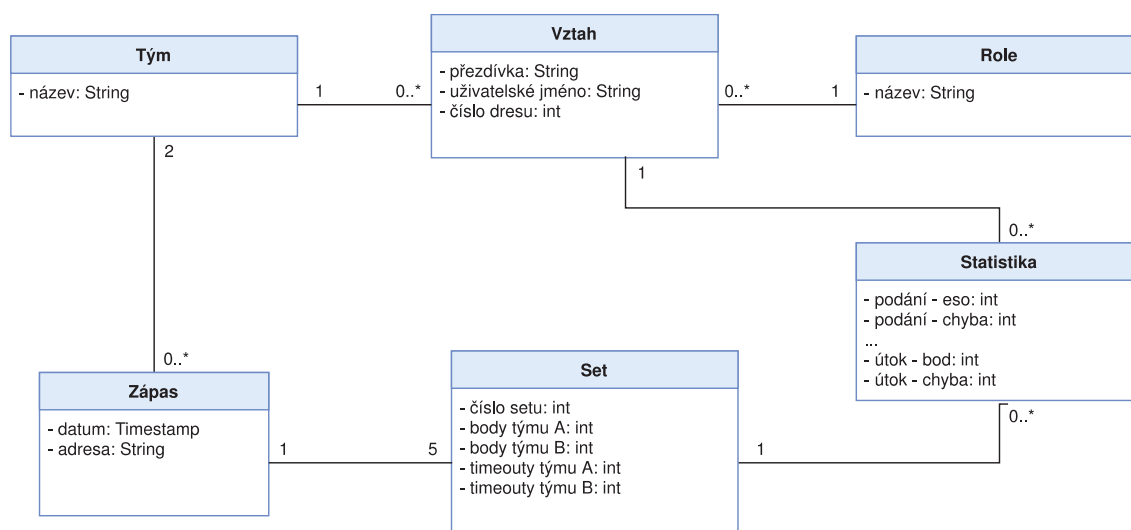 Tým
- název: String
1
0..*
Vztah
- přezdívka: String
- uživatelské jméno: String
- číslo dresu: int
0..*
1
Role
- název: String
2
0..*
1
0..*
Statistika
- podání - eso: int
- podání - chyba: int
...
- útok - bod: int
- útok - chyba: int
0..*
Zápas
- datum: Timestamp
- adresa: String
1
5
Set
- číslo setu: int
- body týmu A: int
- body týmu B: int
- timeouty týmu A: int
- timeouty týmu B: int
1